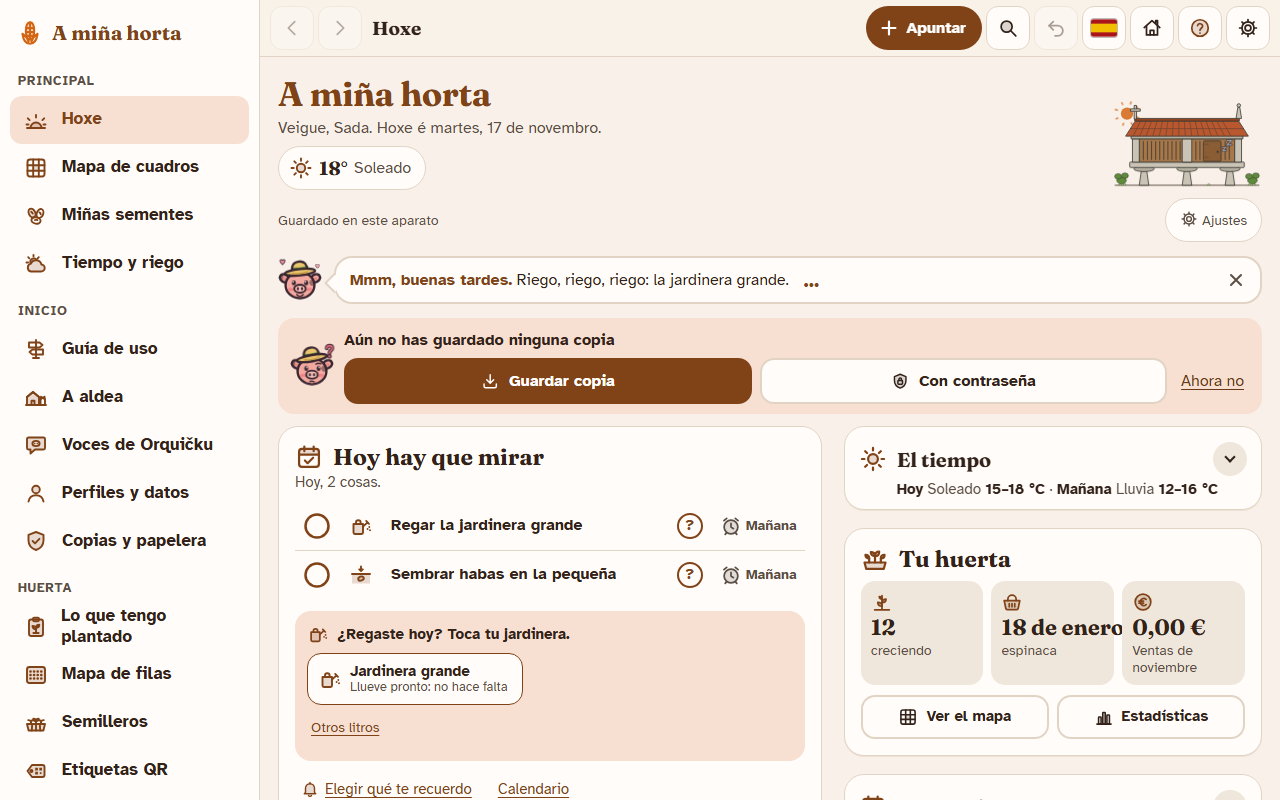 A miña horta
PRINCIPAL
Hoxe
Mapa de cuadros
Miñas sementes
Tiempo y riego
INICIO
Guía de uso
A aldea
Voces de Orquičku
Perfiles y datos
Copias y papelera
HUERTA
Lo que tengo
plantado
Mapa de filas
Semilleros
Etiquetas QR
Hoxe
Apuntar
A miña horta
Veigue, Sada. Hoxe é martes, 17 de novembro.
18° Soleado
Guardado en este aparato
Ajustes
Mmm, buenas tardes. Riego, riego, riego: la jardinera grande. ...
Aún no has guardado ninguna copia
Guardar copia
Con contraseña
Ahora no
Hoy hay que mirar
Hoy, 2 cosas.
Regar la jardinera grande
? Mañana
Sembrar habas en la pequeña
? Mañana
¿Regaste hoy? Toca tu jardinera.
Jardinera grande
Llueve pronto: no hace falta
Otros litros
Elegir qué te recuerdo
Calendario
El tiempo
Hoy Soleado 15–18 °C · Mañana Lluvia 12–16 °C
Tu huerta
12
creciendo
18 de enero
espinaca
0,00 €
Ventas de
noviembre
Ver el mapa
Estadísticas